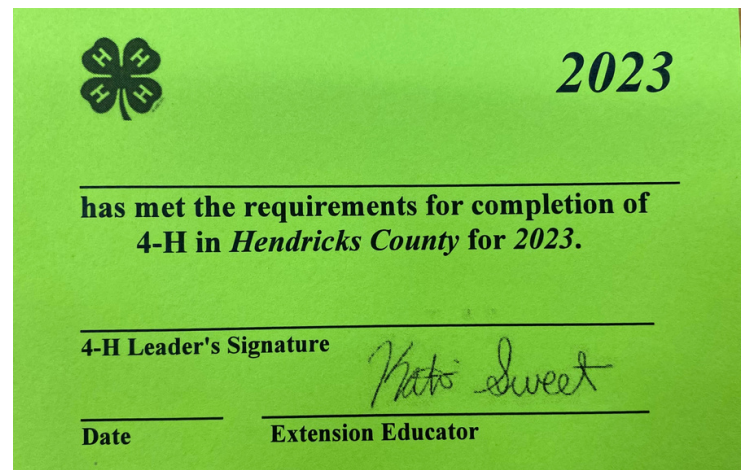 H H
H H
2023
has met the requirements for completion of
4-H in Hendricks County for 2023.
4-H Leader's Signature
Kati Sweet
Date Extension Educator